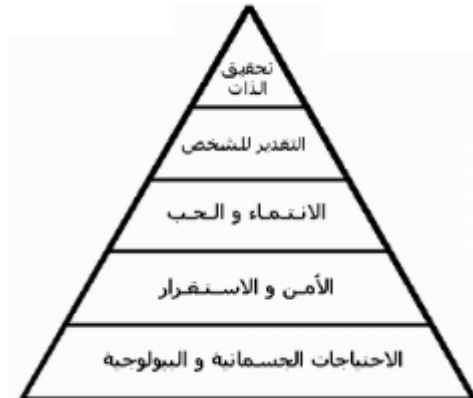 تحقيق
الذات
التقدير للشخص
الانتماء و الحب
الأمن و الاستقرار
الاحتياجات الجسمانية و البيولوجية